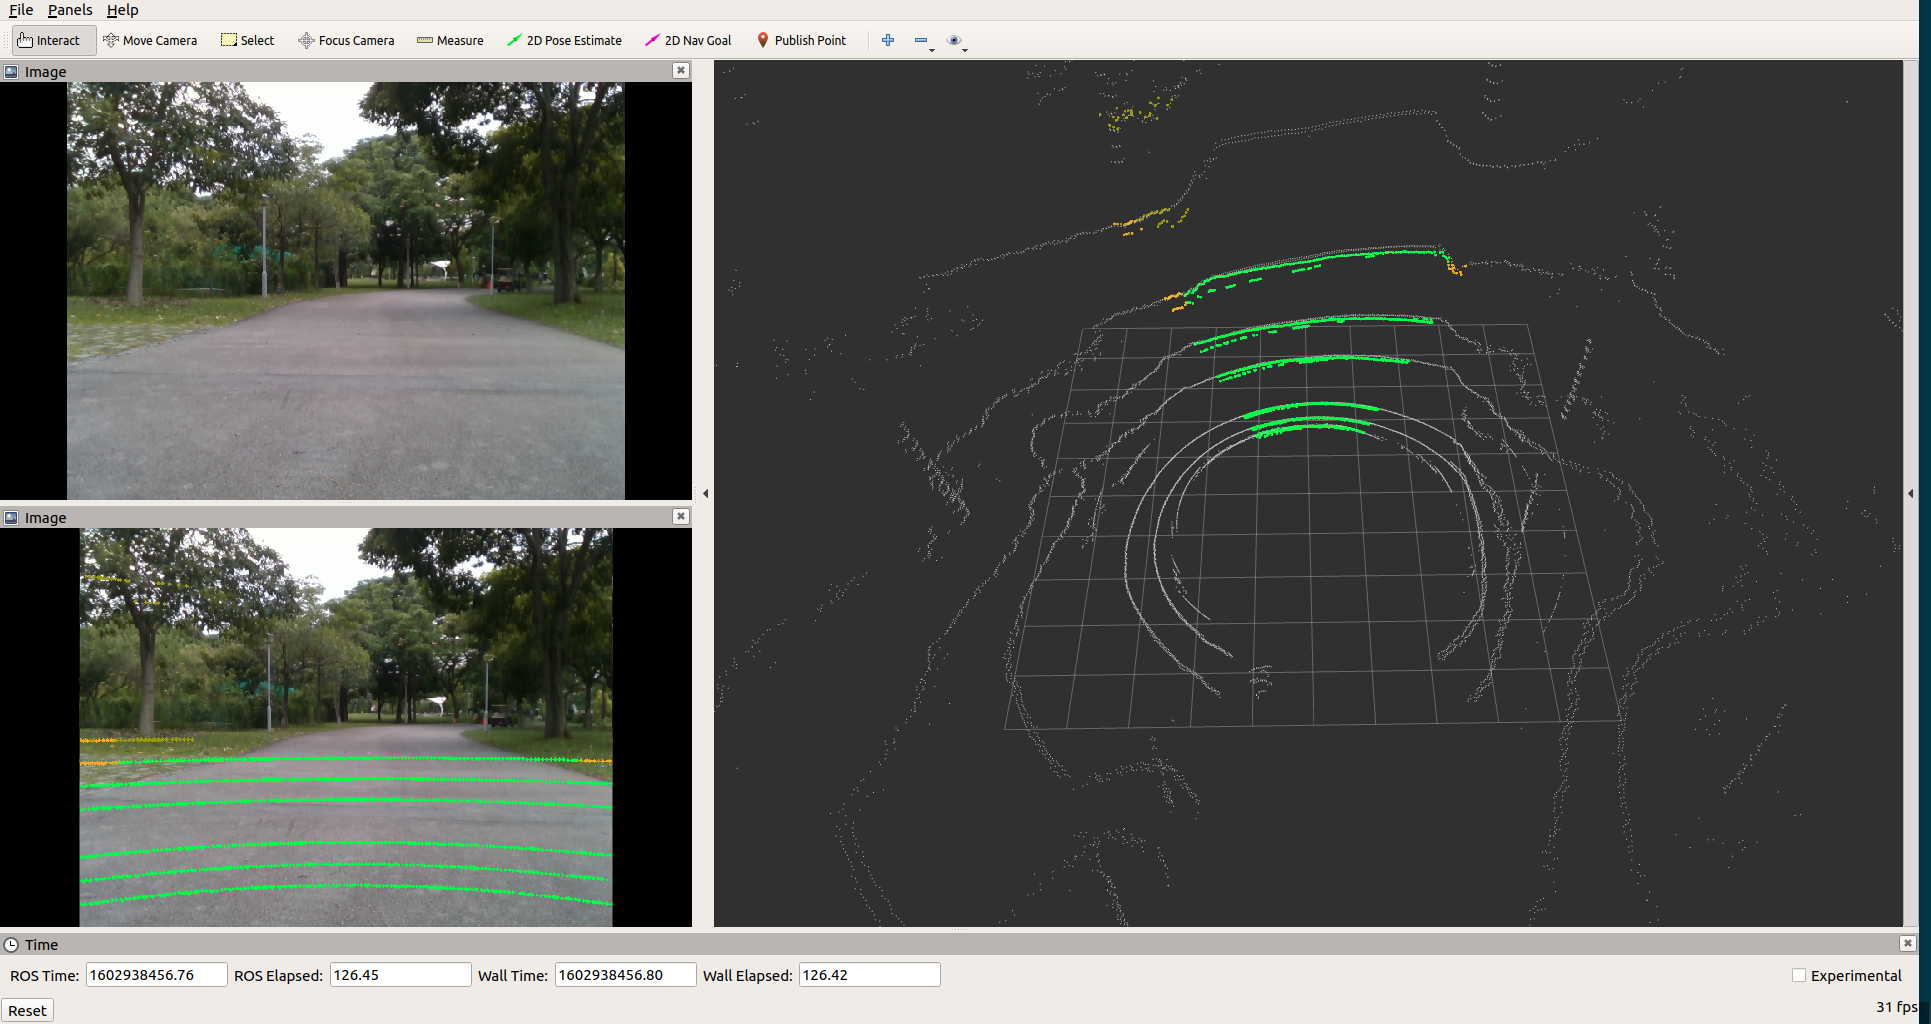 File Panels Help
Interact Move Camera Select Focus Camera Measure 2D Pose Estimate 2D Nav Goal Publish Point
Image
Image
Time
ROS Time: 1602938456.76 ROS Elapsed: 126.45 Wall Time: 1602938456.80 Wall Elapsed: 126.42 Experimental
Reset 31 fps